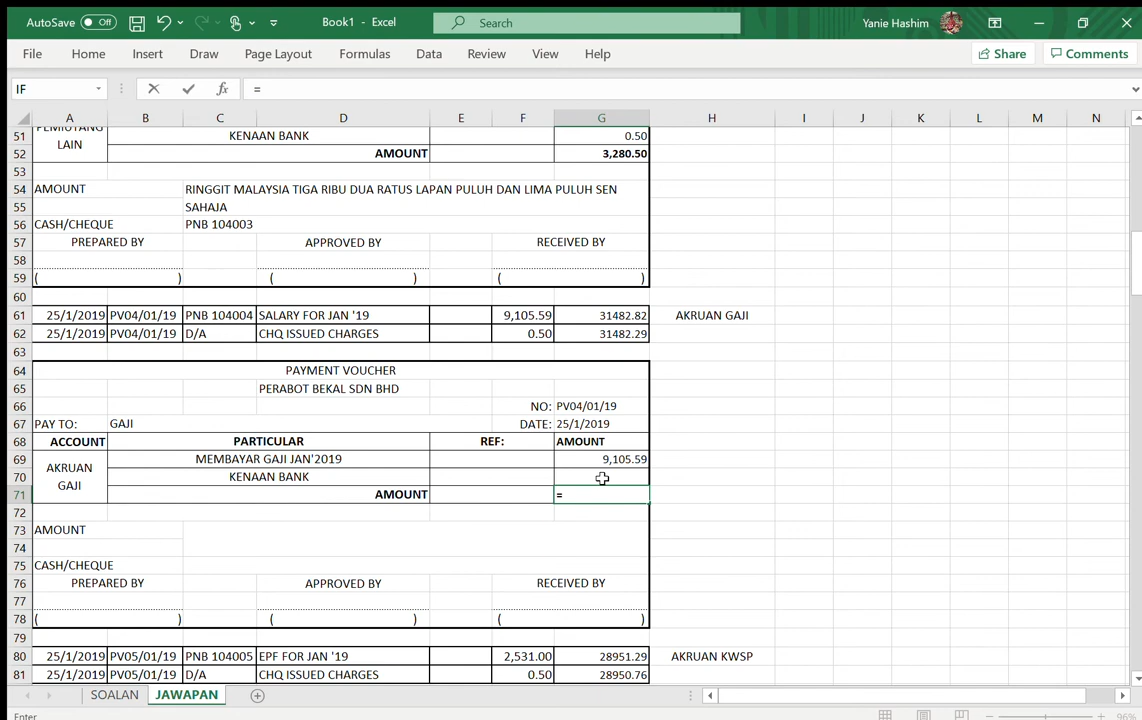 AutoSave Off Book1 - Excel Search Yanie Hashim
File Home Insert Draw Page Layout Formulas Data Review View Help Share Comments
IF fx =
A B C D E F G H I J K L M N
51 PEMIUTANG KENAAN BANK 0.50
LAIN
52 AMOUNT 3,280.50
53
54 AMOUNT RINGGIT MALAYSIA TIGA RIBU DUA RATUS LAPAN PULUH DAN LIMA PULUH SEN
55 SAHAJA
56 CASH/CHEQUE PNB 104003
57 PREPARED BY APPROVED BY RECEIVED BY
58
59 ( ) ( ) ( )
60
61 25/1/2019 PV04/01/19 PNB 104004 SALARY FOR JAN '19 9,105.59 31482.82 AKRUAN GAJI
62 25/1/2019 PV04/01/19 D/A CHQ ISSUED CHARGES 0.50 31482.29
63
64 PAYMENT VOUCHER
65 PERABOT BEKAL SDN BHD
66 NO: PV04/01/19
67 PAY TO: GAJI DATE: 25/1/2019
68 ACCOUNT PARTICULAR REF: AMOUNT
69 AKRUAN MEMBAYAR GAJI JAN'2019 9,105.59
70 GAJI KENAAN BANK
71 AMOUNT =
72
73 AMOUNT
74
75 CASH/CHEQUE
76 PREPARED BY APPROVED BY RECEIVED BY
77
78 ( ) ( ) ( )
79
80 25/1/2019 PV05/01/19 PNB 104005 EPF FOR JAN '19 2,531.00 28951.29 AKRUAN KWSP
81 25/1/2019 PV05/01/19 D/A CHQ ISSUED CHARGES 0.50 28950.76
SOALAN JAWAPAN
Enter 96%